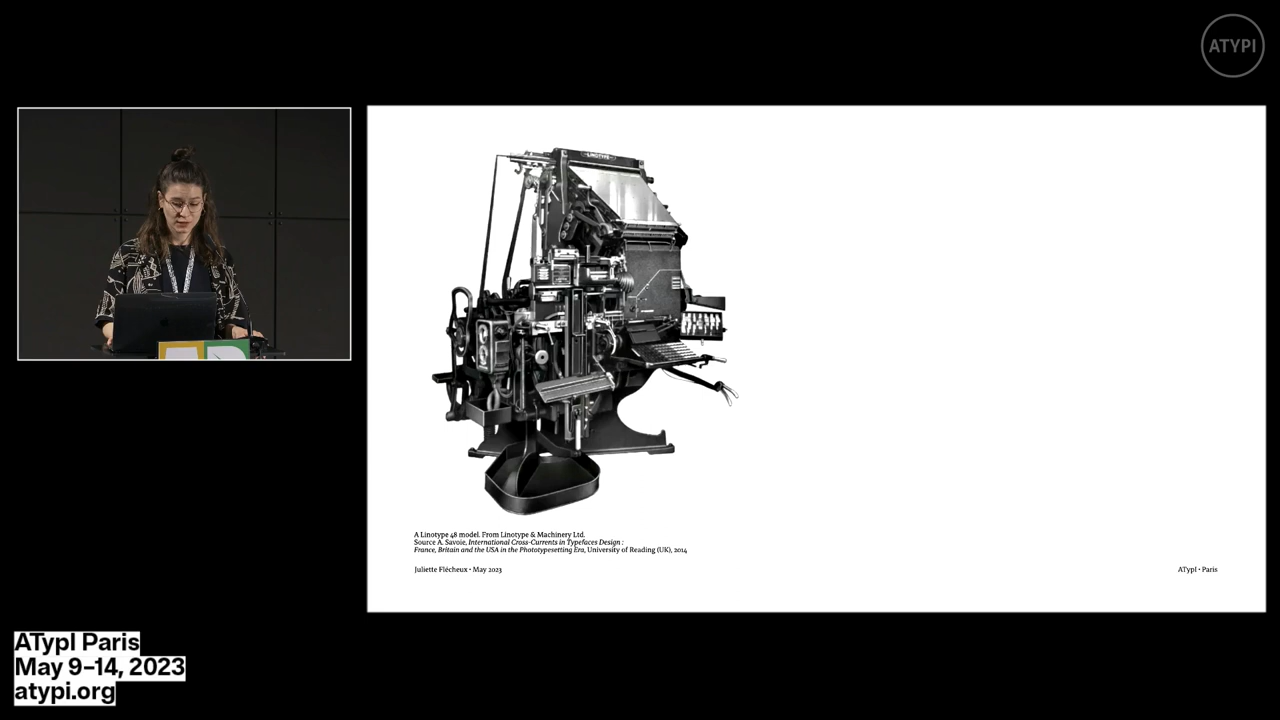 ATYPI
LINOTYPE
A Linotype 48 model. From Linotype & Machinery Ltd.
Source A. Savoie, International Cross-Currents in Typefaces Design :
France, Britain and the USA in the Phototypesetting Era, University of Reading (UK), 2014
Juliette Flécheux • May 2023
ATypI • Paris
ATypI Paris
May 9–14, 2023
atypi.org